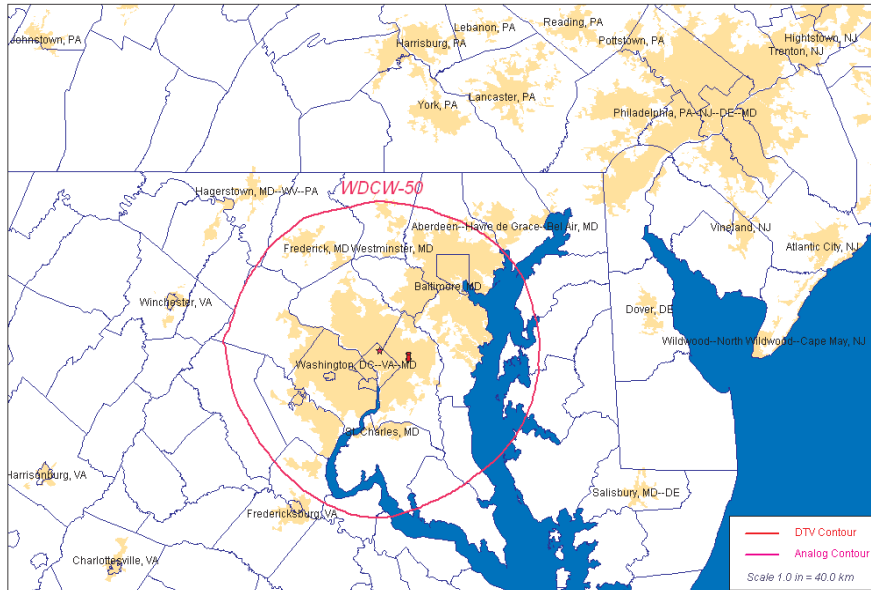 Johnstown, PA
Lebanon, PA
Reading, PA
Harrisburg, PA
Pottstown, PA
Hightstown, NJ
Trenton, NJ
York, PA
Lancaster, PA
Philadelphia, PA--NJ--DE--MD
Hagerstown, MD--WV--PA
WDCW-50
Aberdeen--Havre de Grace--Bel Air, MD
Vineland, NJ
Frederick, MD
Westminster, MD
Atlantic City, NJ
Baltimore, MD
Winchester, VA
Dover, DE
Wildwood--North Wildwood--Cape May, NJ
Washington, DC--VA--MD
St. Charles, MD
Harrisonburg, VA
Salisbury, MD--DE
Fredericksburg, VA
Charlottesville, VA
DTV Contour
Analog Contour
Scale 1.0 in = 40.0 km